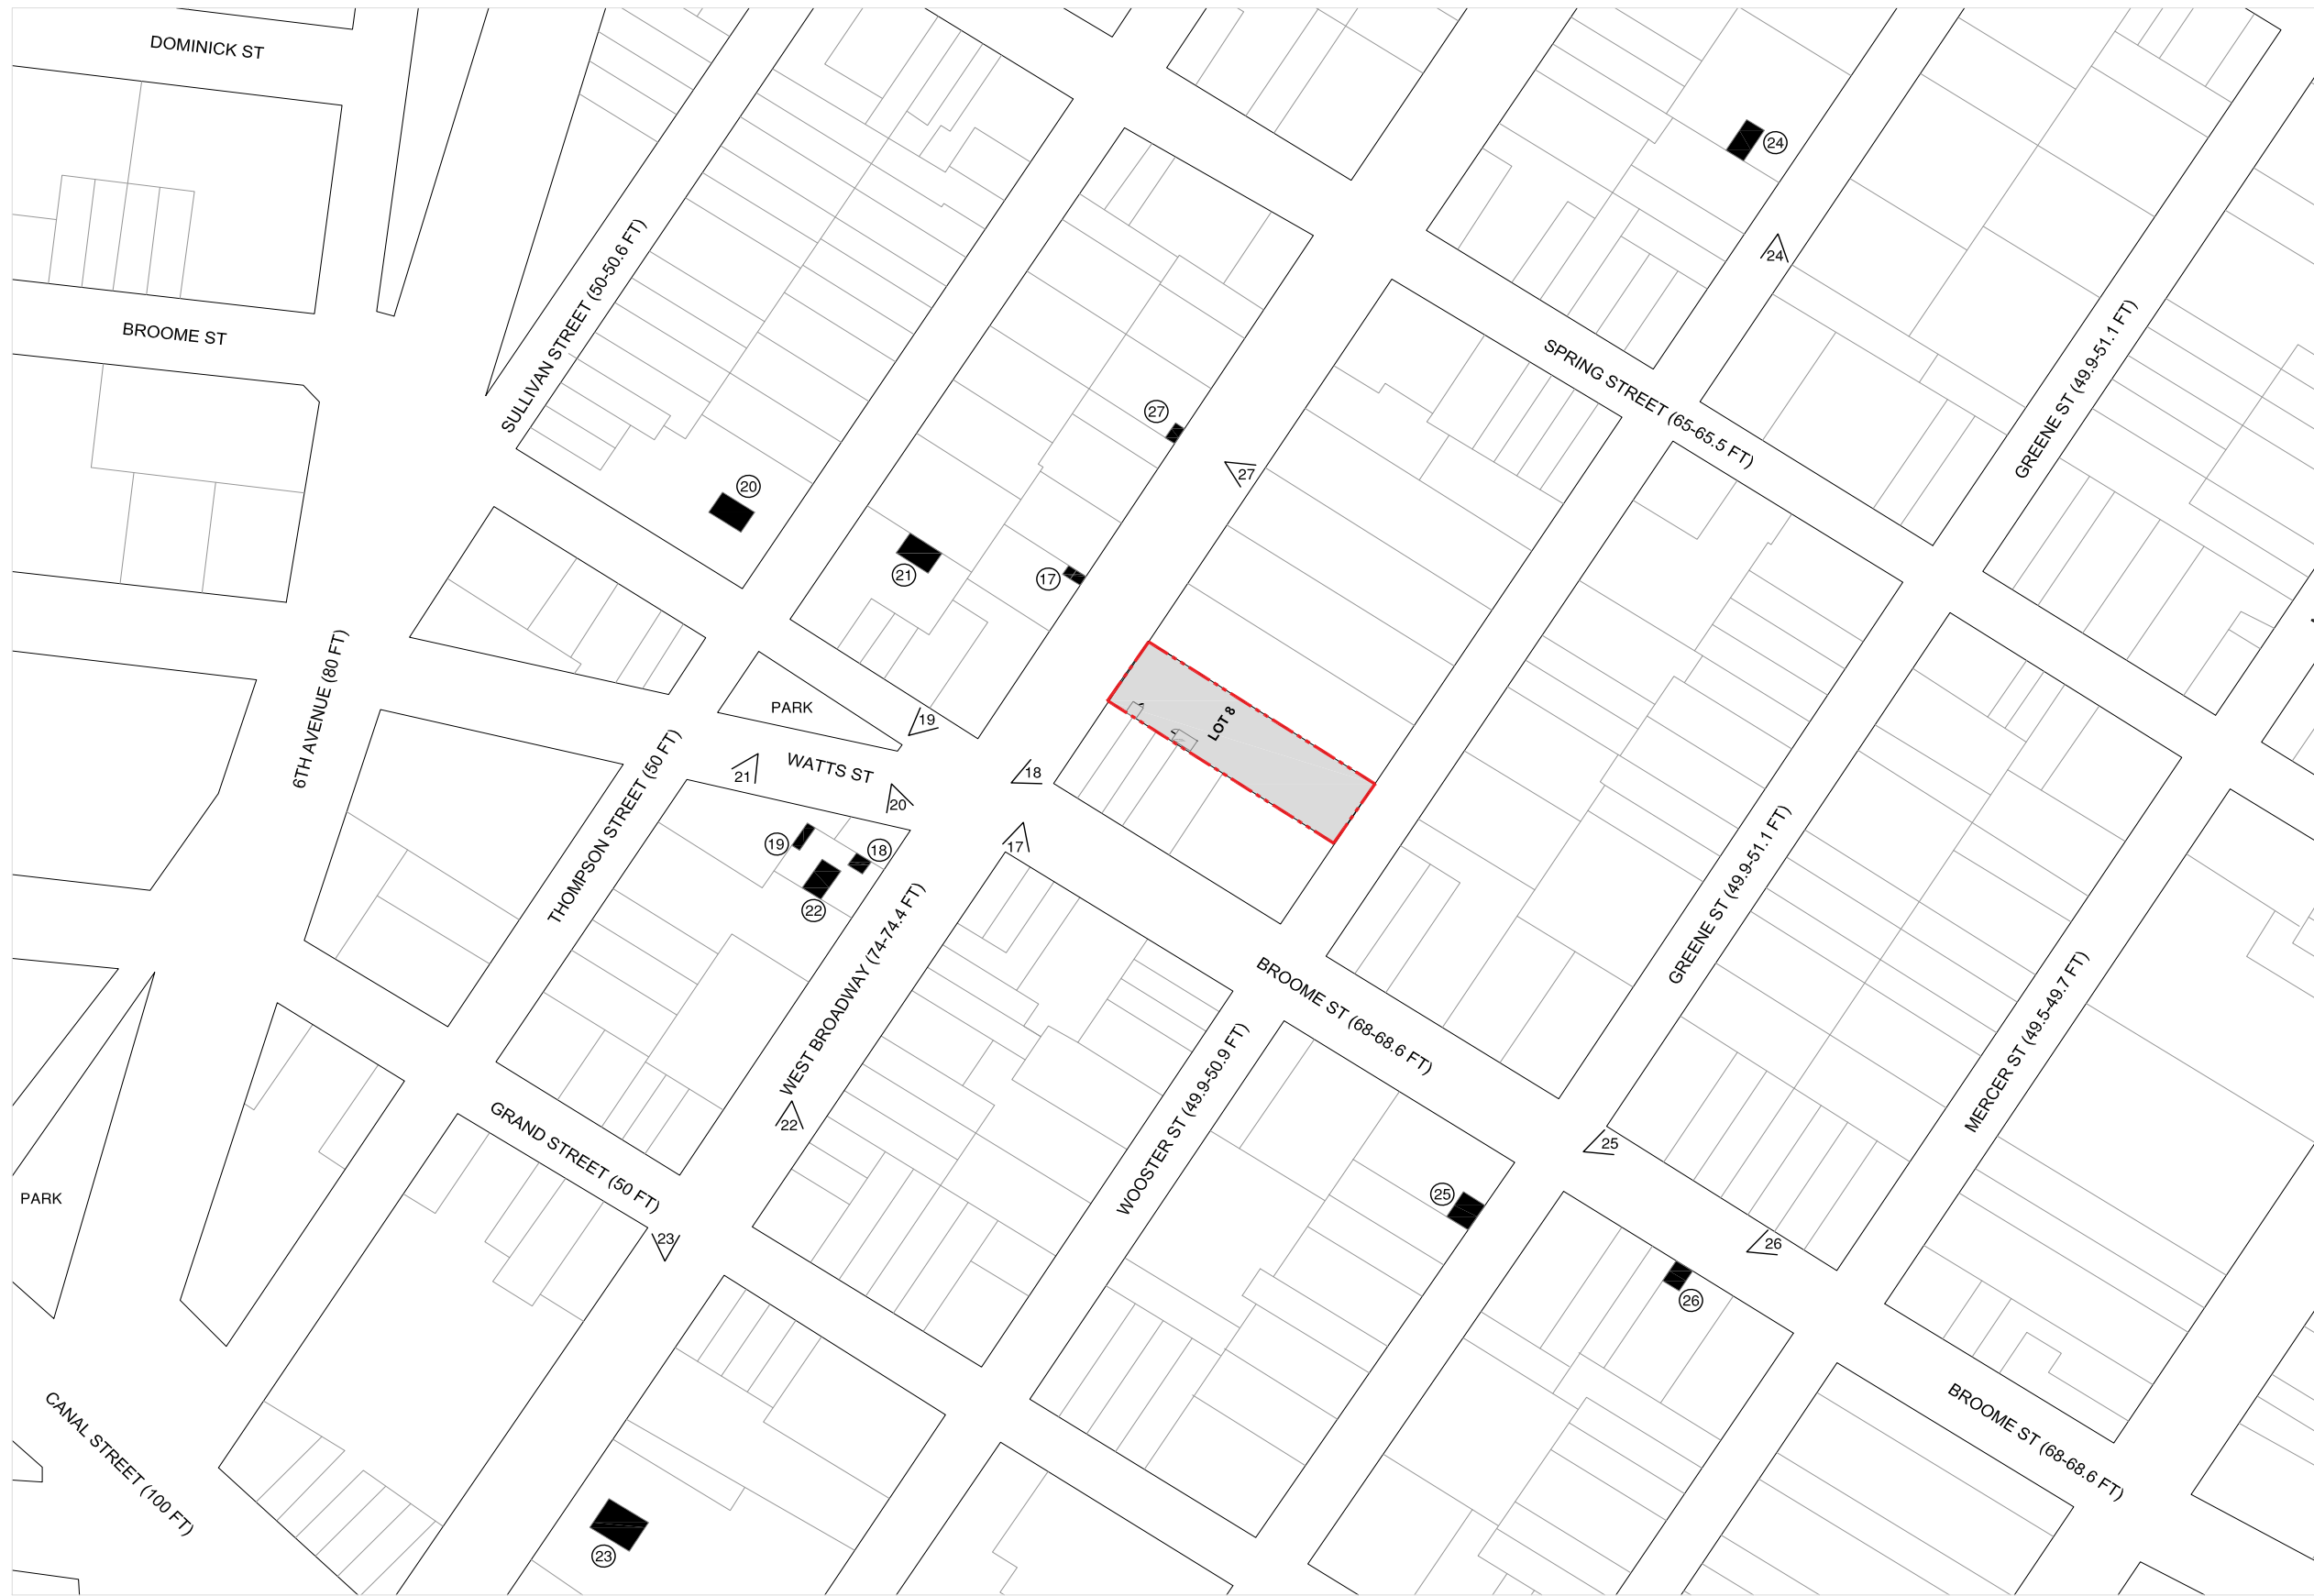 DOMINICK ST
24
SULLIVAN STREET (50-50.6 FT)
24
BROOME ST
SPRING STREET (65-65.5 FT)
GREENE ST (49.9-51.1 FT)
27
27
20
21
17
6TH AVENUE (80 FT)
PARK
19
LOT 8
WATTS ST
21
18
20
THOMPSON STREET (50 FT)
19
18
17
22
GREENE ST (49.9-51.1 FT)
WEST BROADWAY (74-74.4 FT)
BROOME ST (68-68.6 FT)
MERCER ST (49.5-49.7 FT)
22
WOOSTER ST (49.9-50.9 FT)
GRAND STREET (50 FT)
25
PARK
25
23
26
26
CANAL STREET (100 FT)
BROOME ST (68-68.6 FT)
23